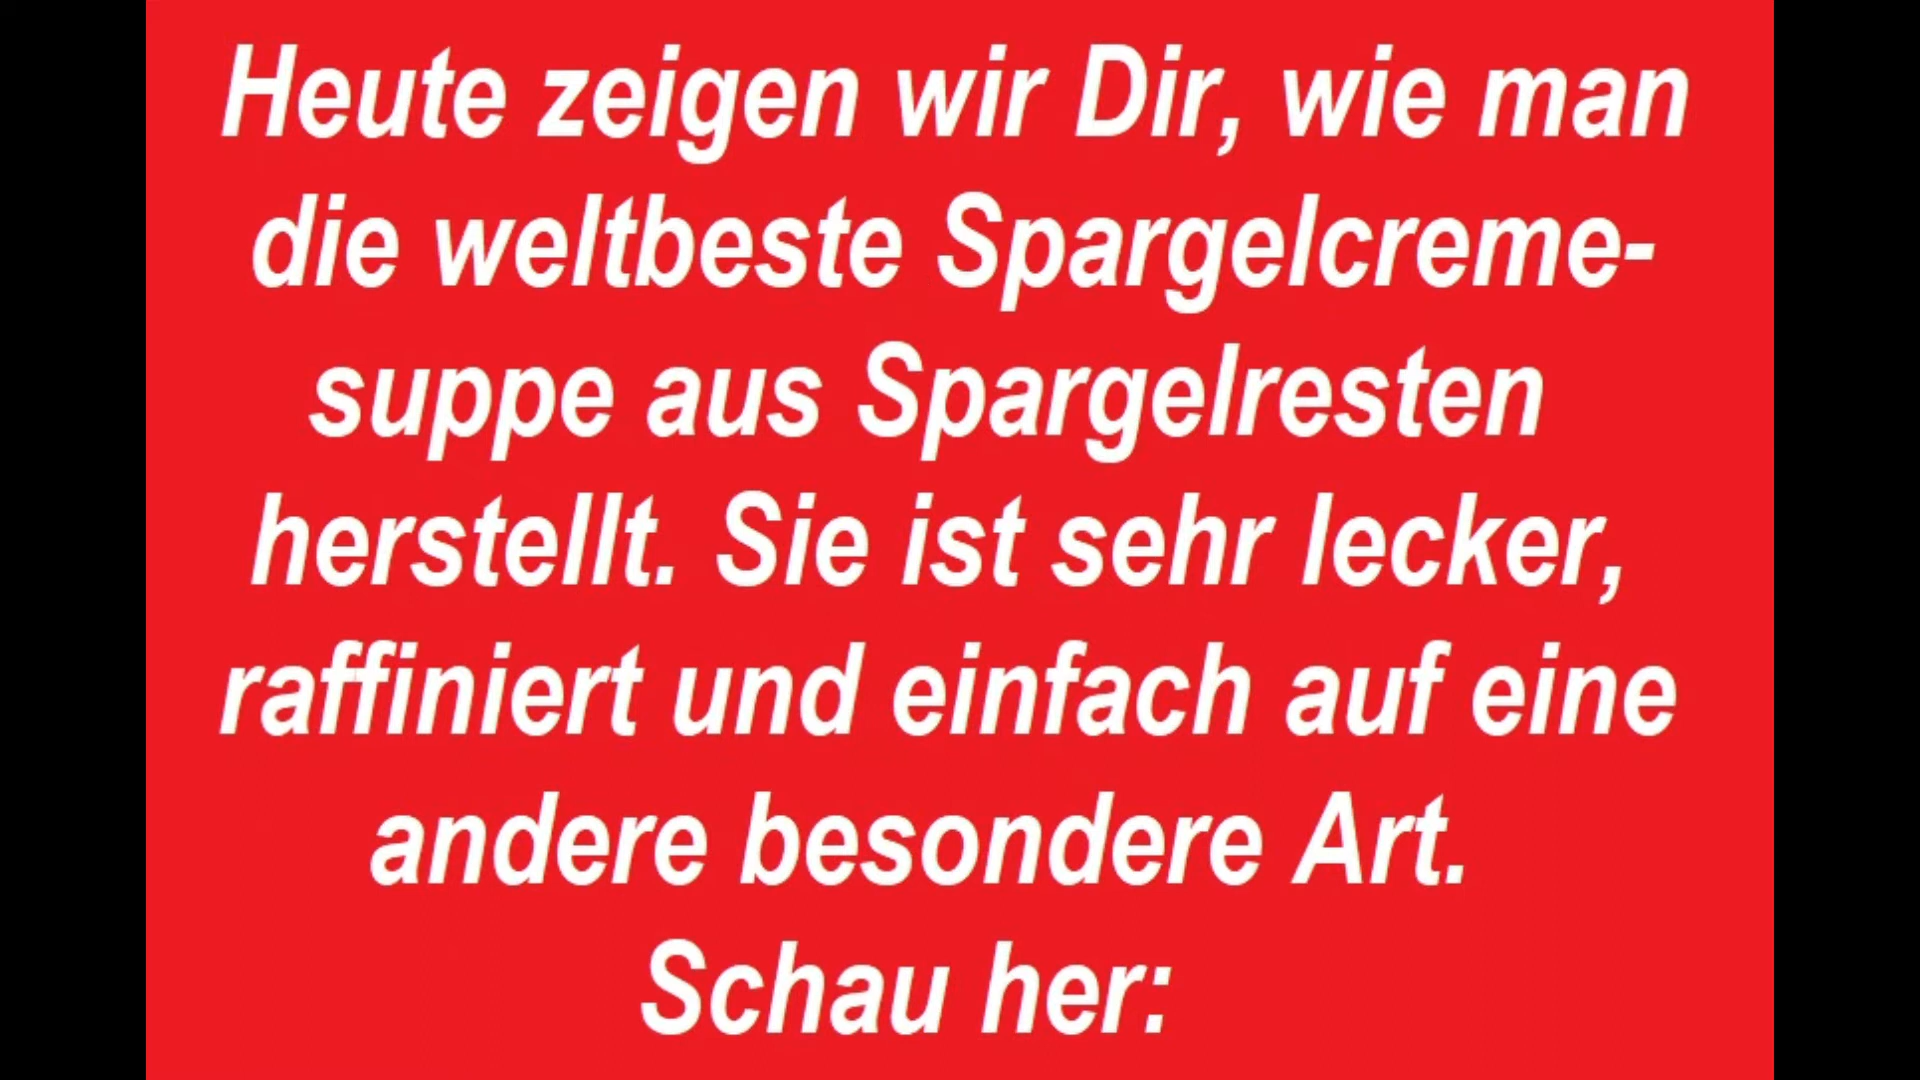 Heute zeigen wir Dir, wie man
die weltbeste Spargelcreme-
suppe aus Spargelresten
herstellt. Sie ist sehr lecker,
raffiniert und einfach auf eine
andere besondere Art.
Schau her: